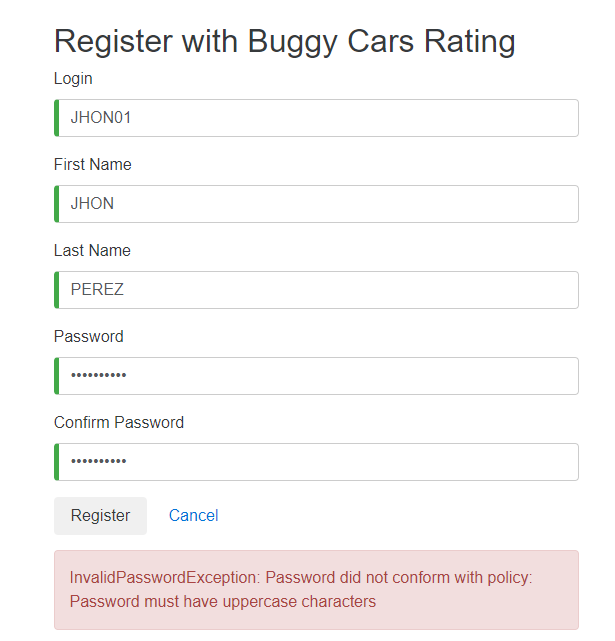 Register with Buggy Cars Rating
Login
JHON01
First Name
JHON
Last Name
PEREZ
Password
••••••••••
Confirm Password
••••••••••
Register Cancel
InvalidPasswordException: Password did not conform with policy:
Password must have uppercase characters